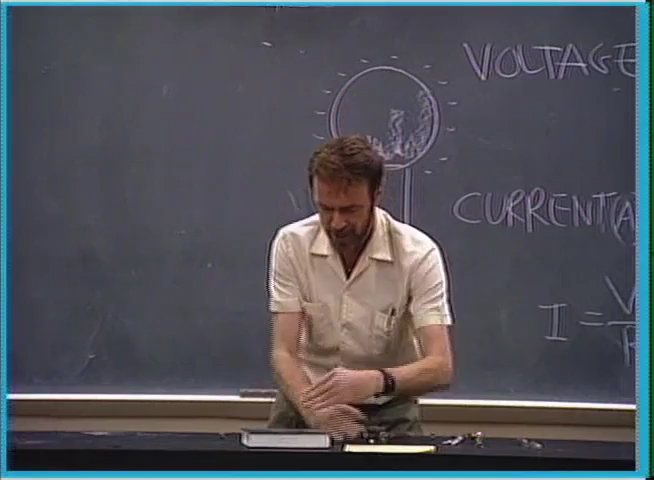 VOLTAGE
CURRENT(A
I = V/R